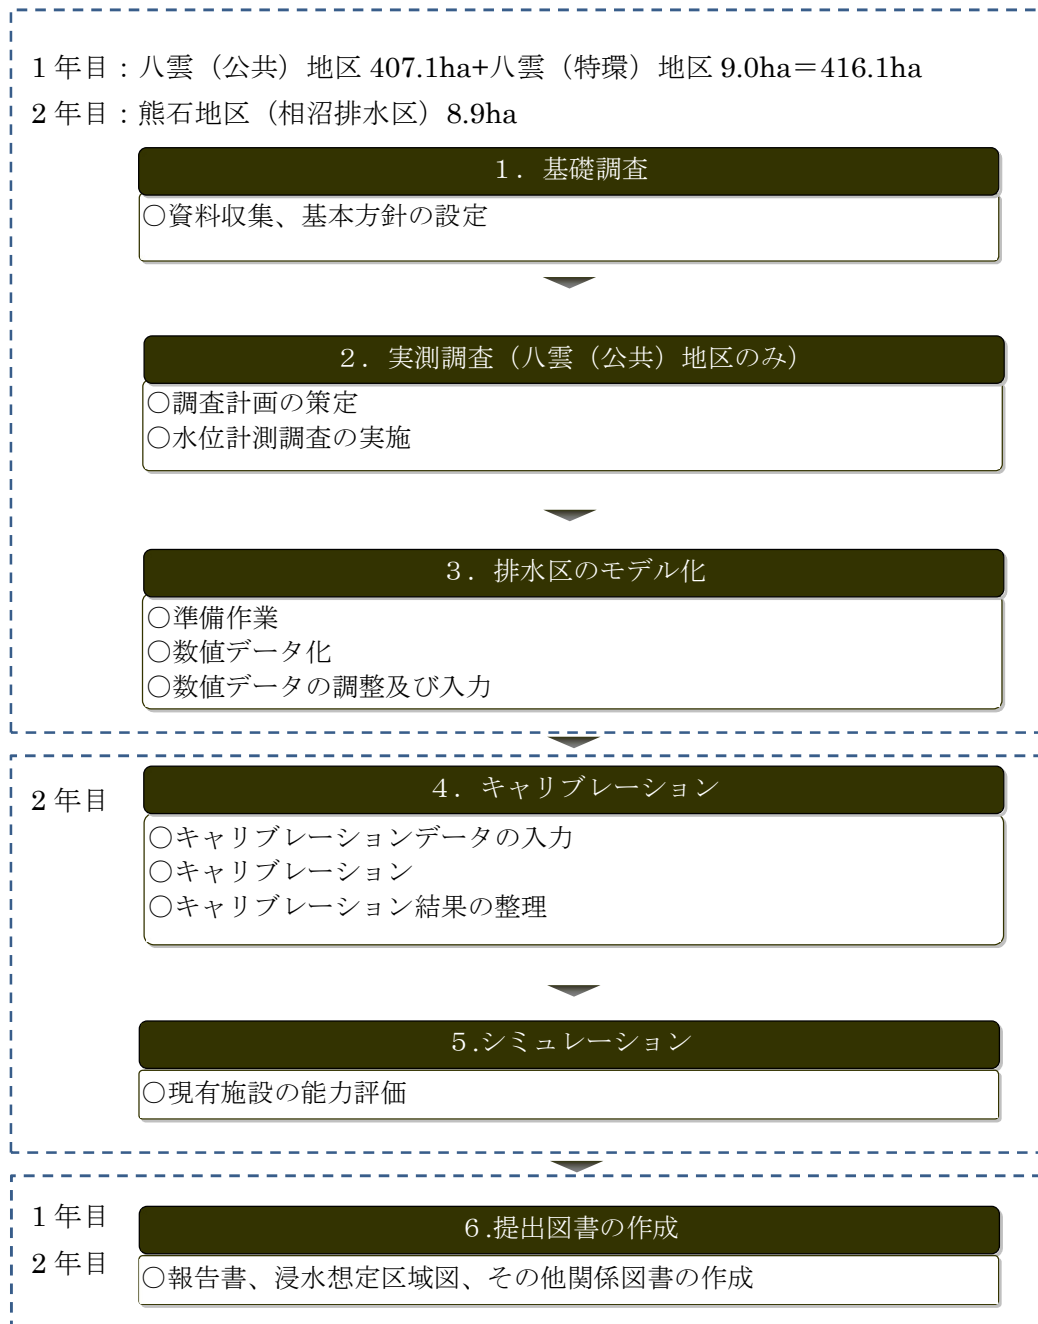 1年目：八雲（公共）地区 407.1ha+八雲（特環）地区 9.0ha＝416.1ha
2年目：熊石地区（相沼排水区）8.9ha
１．基礎調査
○資料収集、基本方針の設定
２．実測調査（八雲（公共）地区のみ）
○調査計画の策定
○水位計測調査の実施
３．排水区のモデル化
○準備作業
○数値データ化
○数値データの調整及び入力
2年目
４．キャリブレーション
○キャリブレーションデータの入力
○キャリブレーション
○キャリブレーション結果の整理
５.シミュレーション
○現有施設の能力評価
1年目
2年目
６.提出図書の作成
○報告書、浸水想定区域図、その他関係図書の作成